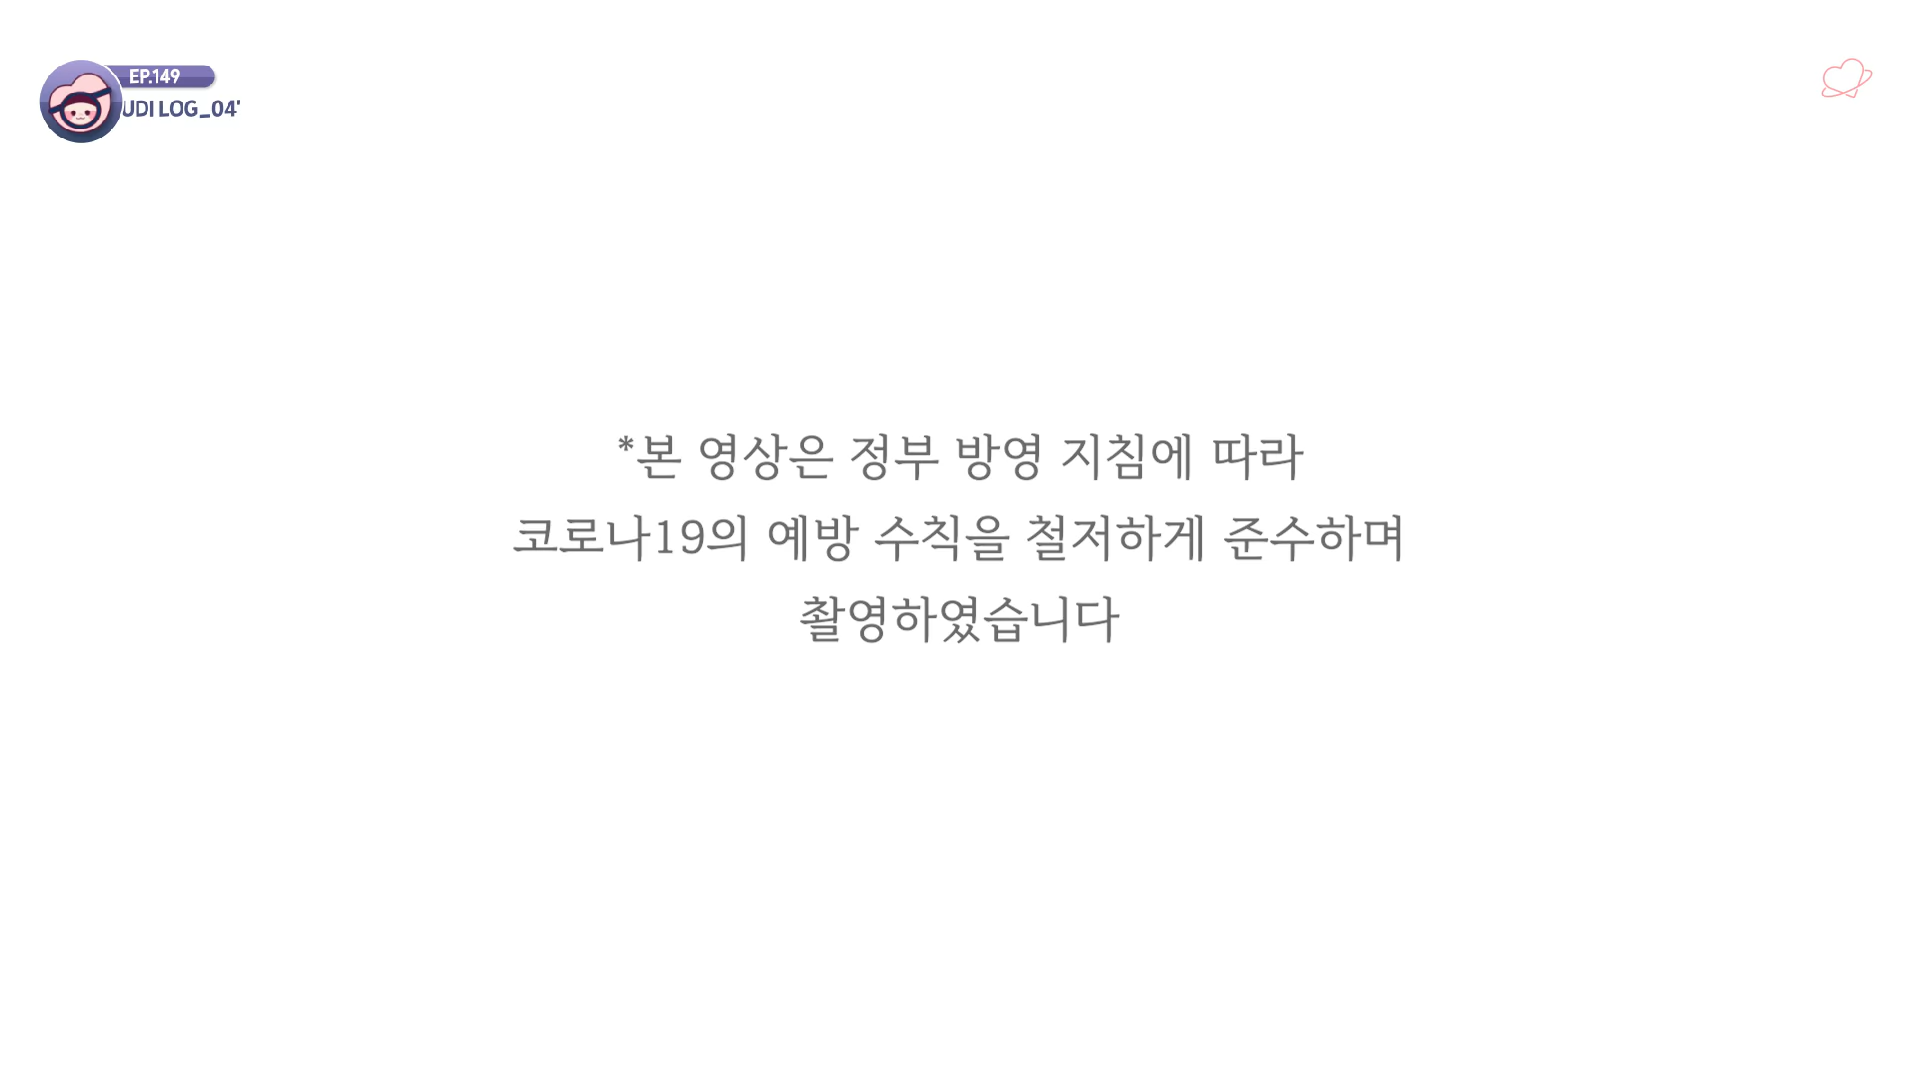 EP.149
UDI LOG_04'
*본 영상은 정부 방영 지침에 따라
코로나19의 예방 수칙을 철저하게 준수하며
촬영하였습니다